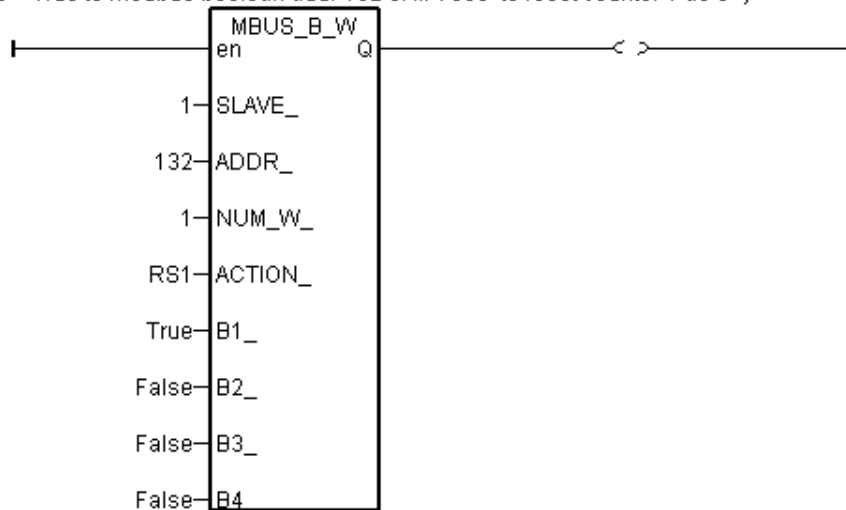 MBUS_B_W
en Q
1 SLAVE_
132 ADDR_
1 NUM_W_
RS1 ACTION_
True B1_
False B2_
False B3_
False B4